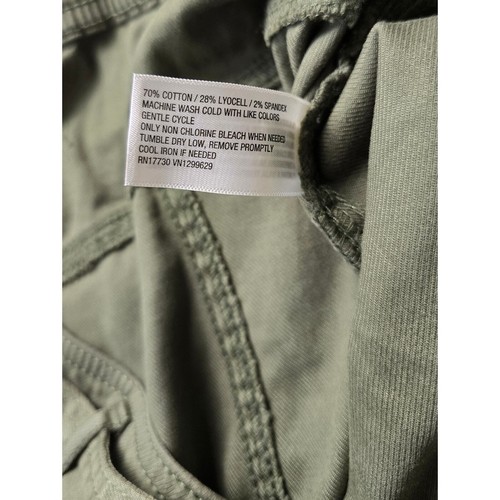 70% COTTON / 28% LYOCELL / 2% SPANDEX
MACHINE WASH COLD WITH LIKE COLORS
GENTLE CYCLE
ONLY NON CHLORINE BLEACH WHEN NEEDED
TUMBLE DRY LOW, REMOVE PROMPTLY
COOL IRON IF NEEDED
RN17730 VN1299629